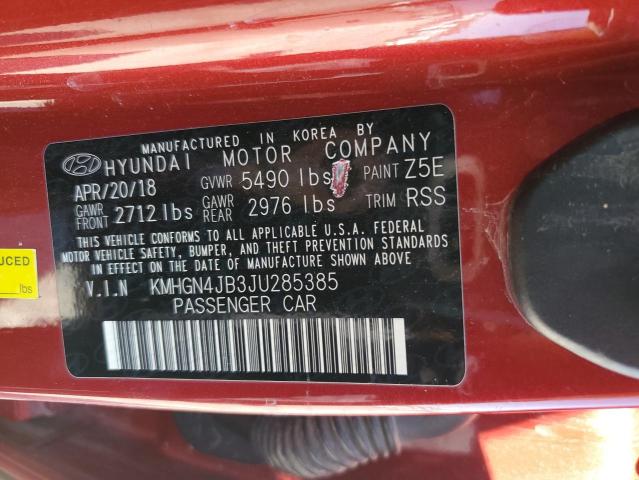 MANUFACTURED IN KOREA BY
HYUNDAI MOTOR COMPANY
APR/20/18 GVWR 5490 lbs PAINT Z5E
GAWR FRONT 2712 lbs GAWR REAR 2976 lbs TRIM RSS
THIS VEHICLE CONFORMS TO ALL APPLICABLE U.S.A. FEDERAL
MOTOR VEHICLE SAFETY, BUMPER, AND THEFT PREVENTION STANDARDS
IN EFFECT ON THE DATE OF MANUFACTURE SHOWN ABOVE
V.I.N KMHGN4JB3JU285385
PASSENGER CAR
UCED
lbs